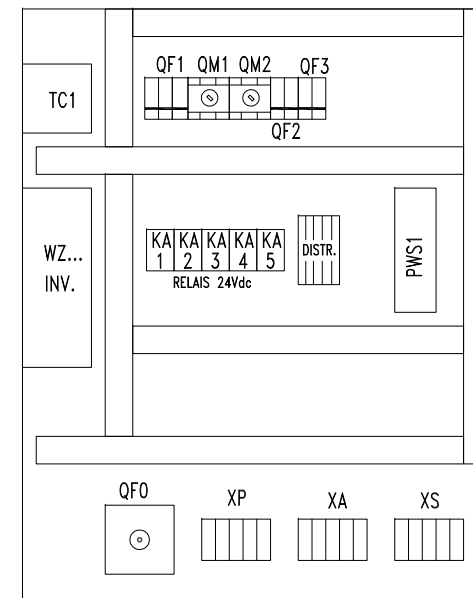 QF1 QM1 QM2 QF3
TC1
QF2
KA KA KA KA KA
1 2 3 4 5
DISTR.
PWS1
WZ...
INV.
RELAIS 24Vdc
QF0 XP XA XS